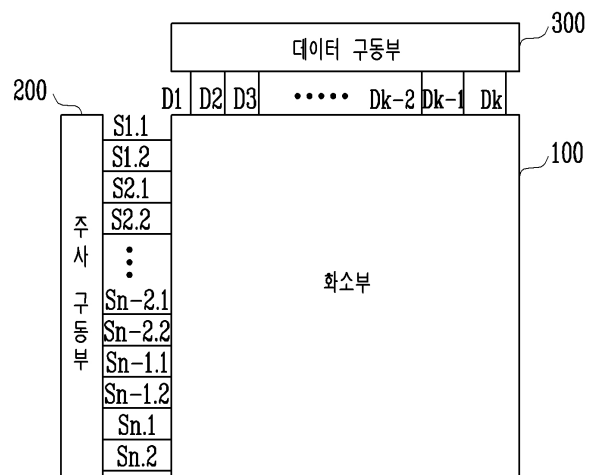 300
데이터 구동부
200
D1 D2 D3 ••••• Dk-2 Dk-1 Dk
S1.1
100
S1.2
S2.1
S2.2
주사 구동부
화소부
Sn-2.1
Sn-2.2
Sn-1.1
Sn-1.2
Sn.1
Sn.2